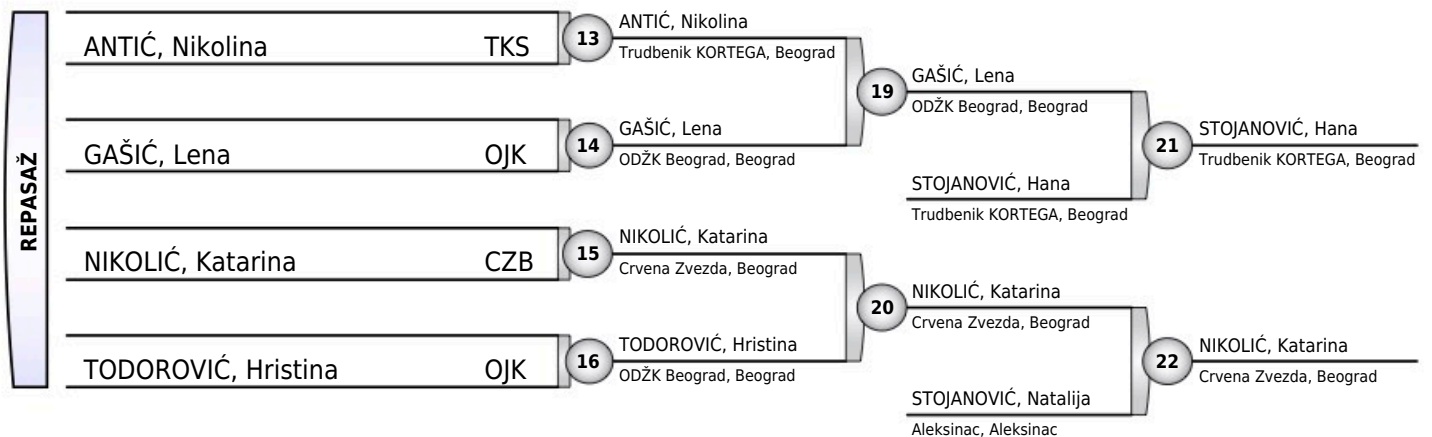 REPASAŽ
ANTIĆ, Nikolina TKS
GAŠIĆ, Lena OJK
NIKOLIĆ, Katarina CZB
TODOROVIĆ, Hristina OJK
13
ANTIĆ, Nikolina
Trudbenik KORTEGA, Beograd
14
GAŠIĆ, Lena
ODŽK Beograd, Beograd
15
NIKOLIĆ, Katarina
Crvena Zvezda, Beograd
16
TODOROVIĆ, Hristina
ODŽK Beograd, Beograd
19
GAŠIĆ, Lena
ODŽK Beograd, Beograd
STOJANOVIĆ, Hana
Trudbenik KORTEGA, Beograd
20
NIKOLIĆ, Katarina
Crvena Zvezda, Beograd
STOJANOVIĆ, Natalija
Aleksinac, Aleksinac
21
STOJANOVIĆ, Hana
Trudbenik KORTEGA, Beograd
22
NIKOLIĆ, Katarina
Crvena Zvezda, Beograd